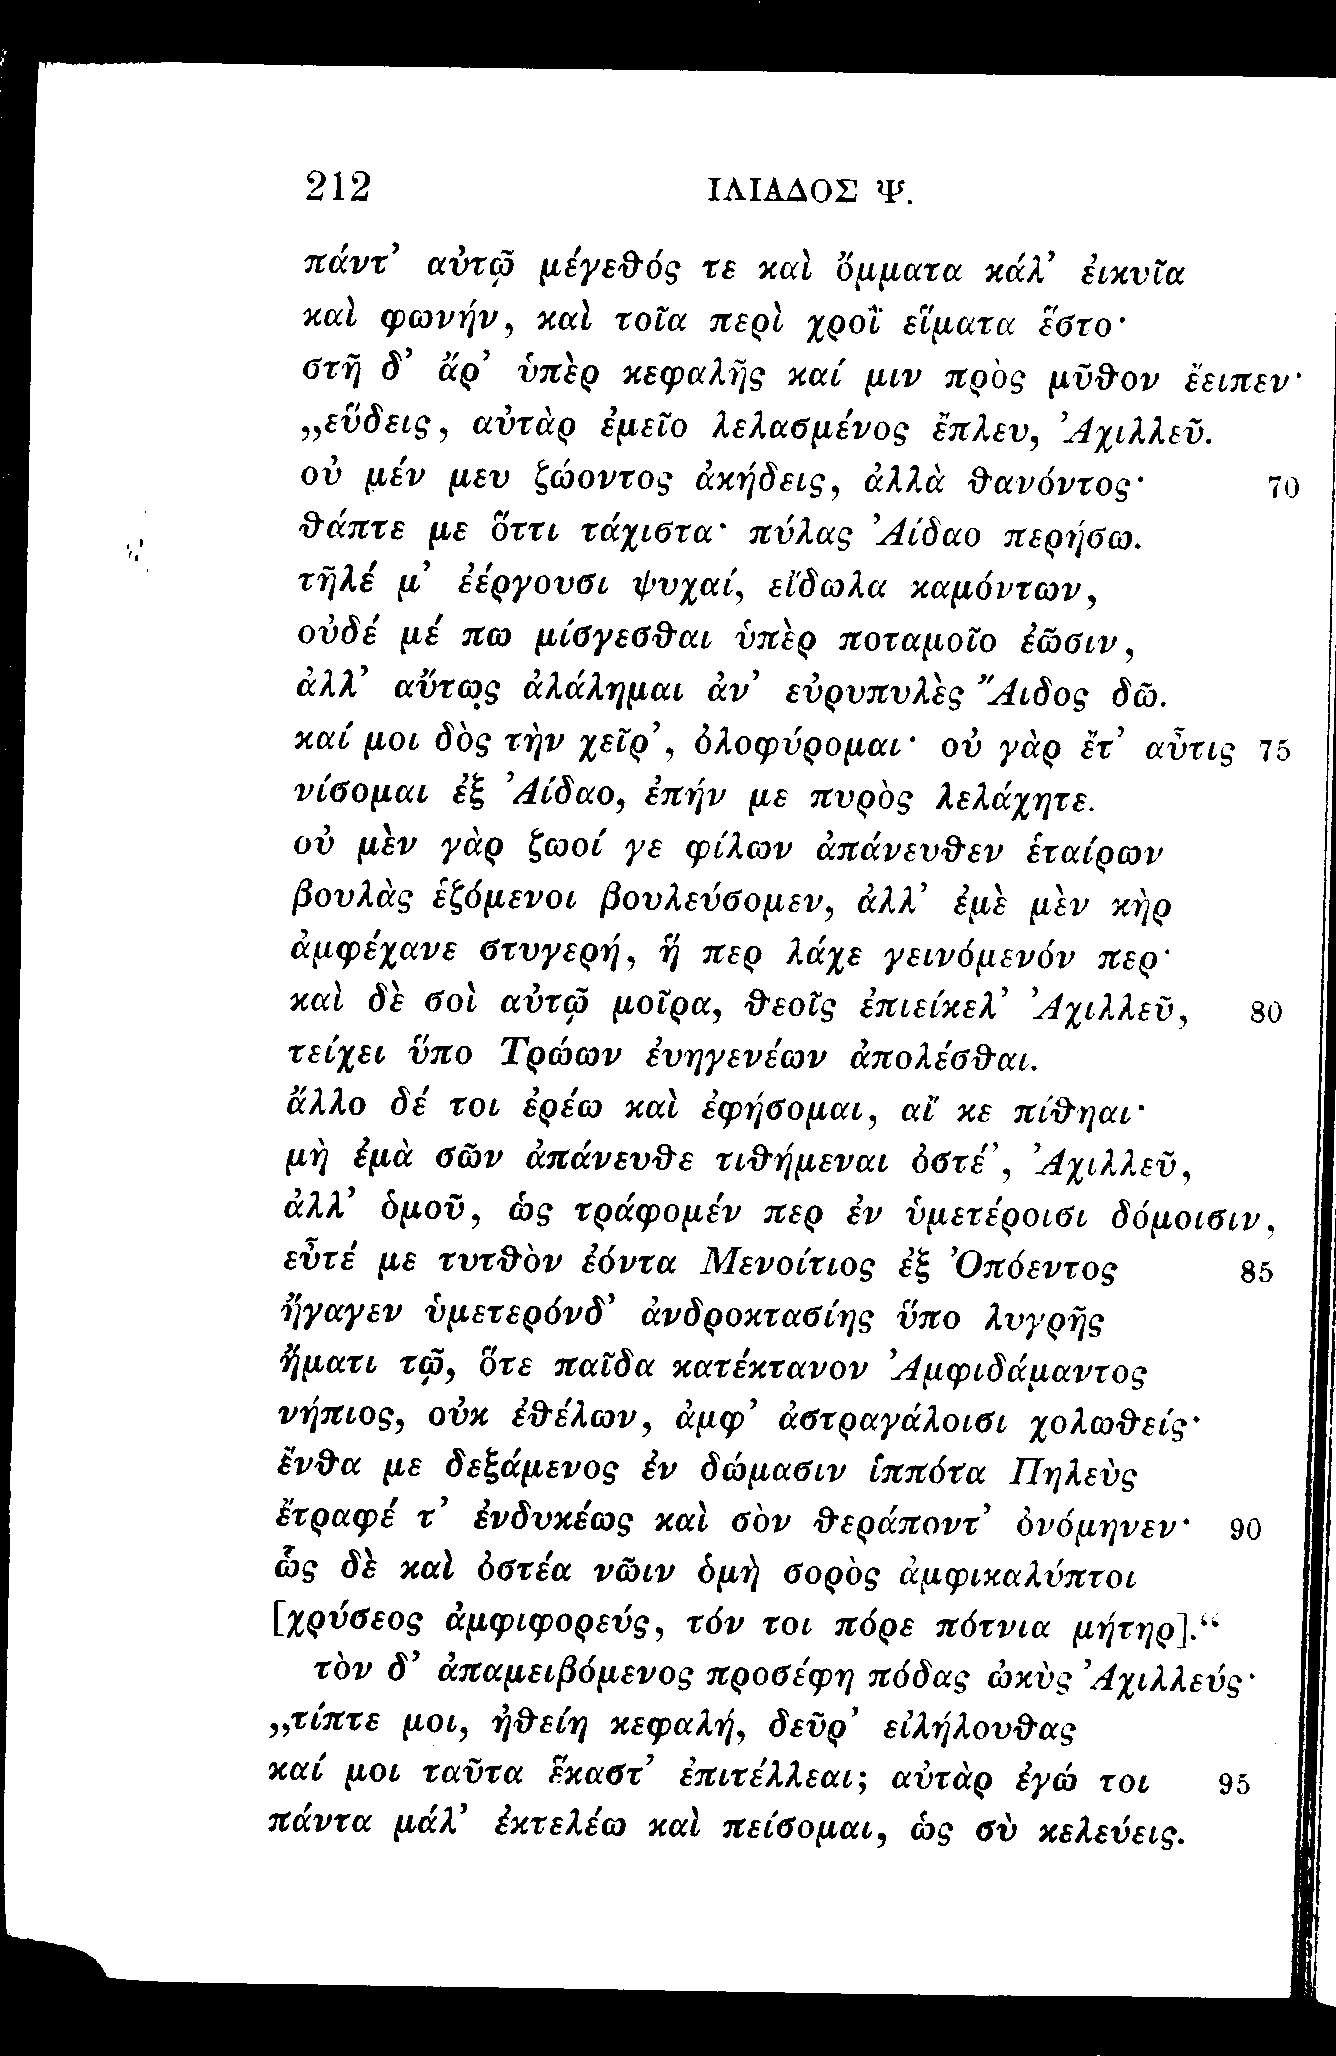 212 ΙΛΙΑΔΟΣ Ψ.
πάντ’ αὐτῷ μέγεθός τε καὶ ὄμματα κάλ’ ἐικυῖα
καὶ φωνήν, καὶ τοῖα περὶ χροῒ εἵματα ἕστο·
στῆ δ’ ἄρ’ ὑπὲρ κεφαλῆς καί μιν πρὸς μῦθον ἔειπεν·
„εὕδεις, αὐτὰρ ἐμεῖο λελασμένος ἔπλευ, Ἀχιλλεῦ.
οὐ μέν μευ ζώοντος ἀκήδεις, ἀλλὰ θανόντος· 70
θάπτε με ὅττι τάχιστα· πύλας Ἀίδαο περήσω.
τῆλέ μ’ ἐέργουσι ψυχαί, εἴδωλα καμόντων,
οὐδέ μέ πω μίσγεσθαι ὑπὲρ ποταμοῖο ἐῶσιν,
ἀλλ’ αὔτως ἀλάλημαι ἀν’ εὐρυπυλὲς Ἄιδος δῶ.
καί μοι δὸς τὴν χεῖρ’, ὀλοφύρομαι· οὐ γὰρ ἔτ’ αὖτις 75
νίσομαι ἐξ Ἀίδαο, ἐπήν με πυρὸς λελάχητε.
οὐ μὲν γὰρ ζωοί γε φίλων ἀπάνευθεν ἑταίρων
βουλὰς ἑζόμενοι βουλεύσομεν, ἀλλ’ ἐμὲ μὲν κὴρ
ἀμφέχανε στυγερή, ἥ περ λάχε γεινόμενόν περ·
καὶ δὲ σοὶ αὐτῷ μοῖρα, θεοῖς ἐπιείκελ’ Ἀχιλλεῦ, 80
τείχει ὕπο Τρώων ἐυηγενέων ἀπολέσθαι.
ἄλλο δέ τοι ἐρέω καὶ ἐφήσομαι, αἴ κε πίθηαι·
μὴ ἐμὰ σῶν ἀπάνευθε τιθήμεναι ὀστέ’, Ἀχιλλεῦ,
ἀλλ’ ὁμοῦ, ὡς τράφομέν περ ἐν ὑμετέροισι δόμοισιν,
εὖτέ με τυτθὸν ἐόντα Μενοίτιος ἐξ Ὀπόεντος 85
ἤγαγεν ὑμετερόνδ’ ἀνδροκτασίης ὕπο λυγρῆς
ἤματι τῷ, ὅτε παῖδα κατέκτανον Ἀμφιδάμαντος
νήπιος, οὐκ ἐθέλων, ἀμφ’ ἀστραγάλοισι χολωθείς·
ἔνθα με δεξάμενος ἐν δώμασιν ἱππότα Πηλεὺς
ἔτραφέ τ’ ἐνδυκέως καὶ σὸν θεράποντ’ ὀνόμηνεν· 90
ὣς δὲ καὶ ὀστέα νῶιν ὁμὴ σορὸς ἀμφικαλύπτοι
[χρύσεος ἀμφιφορεύς, τόν τοι πόρε πότνια μήτηρ].“
τὸν δ’ ἀπαμειβόμενος προσέφη πόδας ὠκὺς Ἀχιλλεύς·
„τίπτε μοι, ἠθείη κεφαλή, δεῦρ’ εἰλήλουθας
καί μοι ταῦτα ἕκαστ’ ἐπιτέλλεαι; αὐτὰρ ἐγώ τοι 95
πάντα μάλ’ ἐκτελέω καὶ πείσομαι, ὡς σὺ κελεύεις.